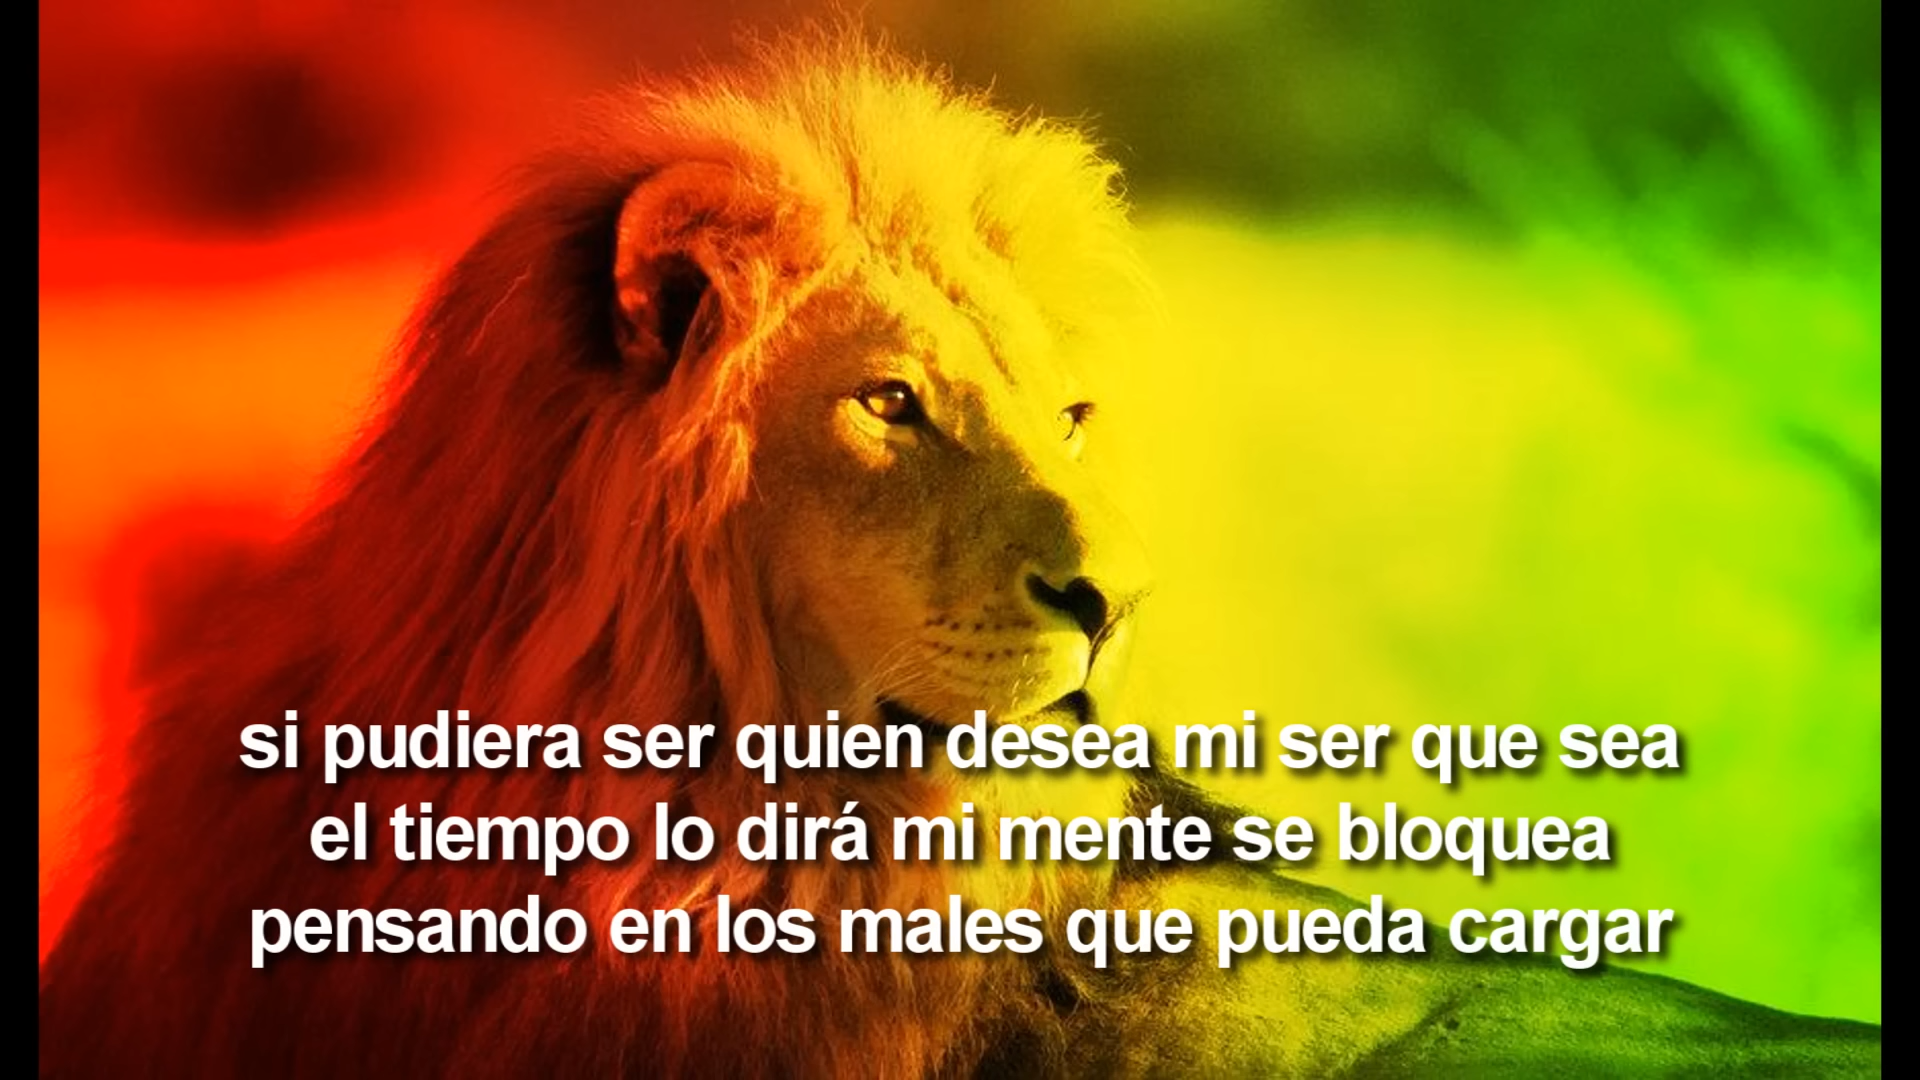 si pudiera ser quien desea mi ser que sea
el tiempo lo dirá mi mente se bloquea
pensando en los males que pueda cargar